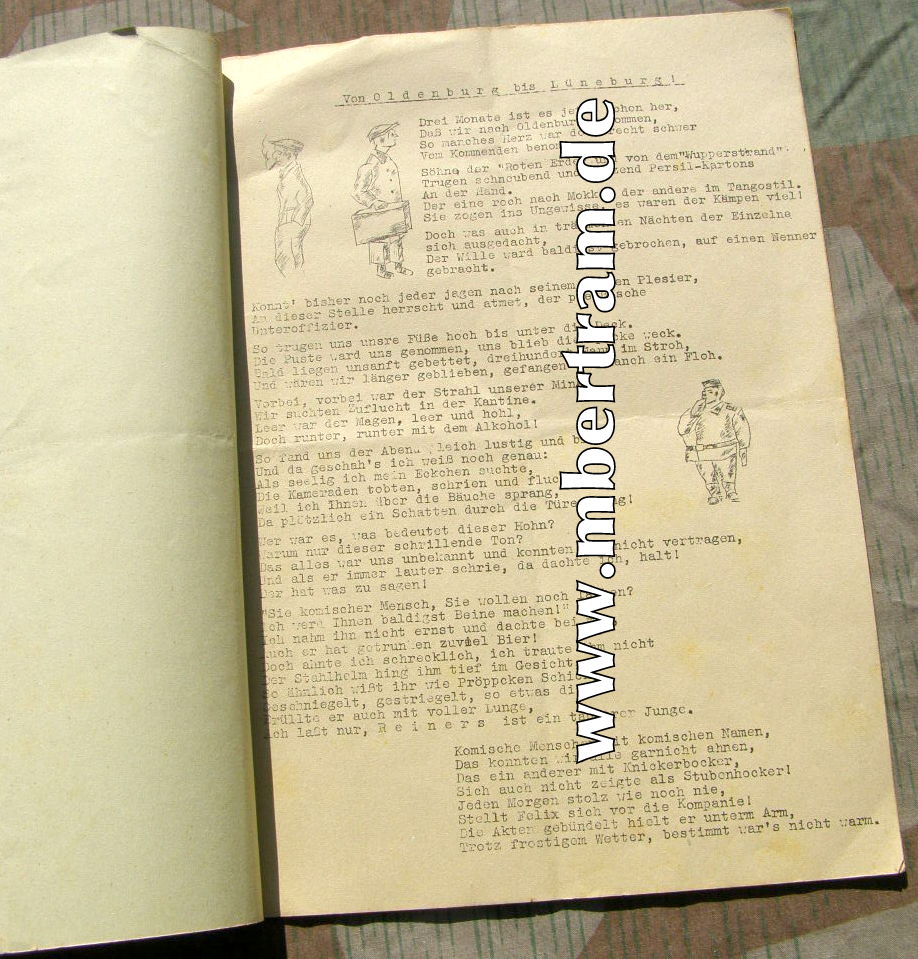 Von Oldenburg bis Lüneburg!
Drei Monate ist es schon her,
Daß wir nach Oldenburg kommen,
So manches Herz war recht schwer
Vom Kommenden
Söhne der "Roten von dem "Wupperstrand"
Trugen schnaubend und Persil-Kartons
An der Hand.
Der eine roch nach der andere im Tangostil.
Sie zogen ins Ungewisse, es waren der Kämpen viel!
Doch was auch in Nächten der Einzelne
sich ausgedacht,
Der Wille ward gebrochen, auf einen Nenner
gebracht.
Konnt' bisher noch jeder jagen nach seinem Plesier,
An dieser Stelle herrscht und atmet, der
Unteroffizier.
So trugen uns unsre Füße hoch bis unter Deck.
Die Puste ward uns genommen, uns blieb weck.
Bald liegen unsanft gebettet, im Stroh,
Und wären wir länger geblieben, gefangen manch ein Floh.
Vorbei, vorbei war der Strahl unserer
Wir suchten Zuflucht in der Kantine.
Leer war der Magen, leer und hohl,
Doch runter, runter mit dem Alkohol!
So fand uns der Abend gleich lustig und
Und da geschah's ich weiß noch genau:
Als seelig ich mein Eckchen suchte,
Die Kameraden tobten, schrien und
Weil ich Ihnen über die Bäuche sprang,
Da plötzlich ein Schatten durch die Türe
Wer war es, was bedeutet dieser Hohn?
Warum nur dieser schrillende Ton?
Das alles war uns unbekannt und konnten nicht vertragen,
Und als er immer lauter schrie, da dachte ich, halt!
Der hat was zu sagen!
"Sie komischer Mensch, Sie wollen noch
Ich werd Ihnen baldigst Beine machen!"
Ich nahm ihn nicht ernst und dachte
Auch er hat getrunken zuviel Bier!
Doch ahnte ich schrecklich, ich traute ihm nicht
Der Stahlhelm hing ihm tief im Gesicht
So ähnlich wißt ihr wie Pröppcken
Geschniegelt, gestriegelt, so etwas
Brüllte er auch mit voller Lunge,
Ich laßt nur, Reiners ist ein Junge.
Komische Menschen mit komischen Namen,
Das konnten wir alle garnicht ahnen,
Das ein anderer mit Knickerbocker,
Sich auch nicht zeigte als Stubenhocker!
Jeden Morgen stolz wie noch nie,
Stellt Felix sich vor die Kompanie!
Die Akten gebündelt hielt er unterm Arm,
Trotz frostigem Wetter, bestimmt war's nicht warm.
www.mbertram.de